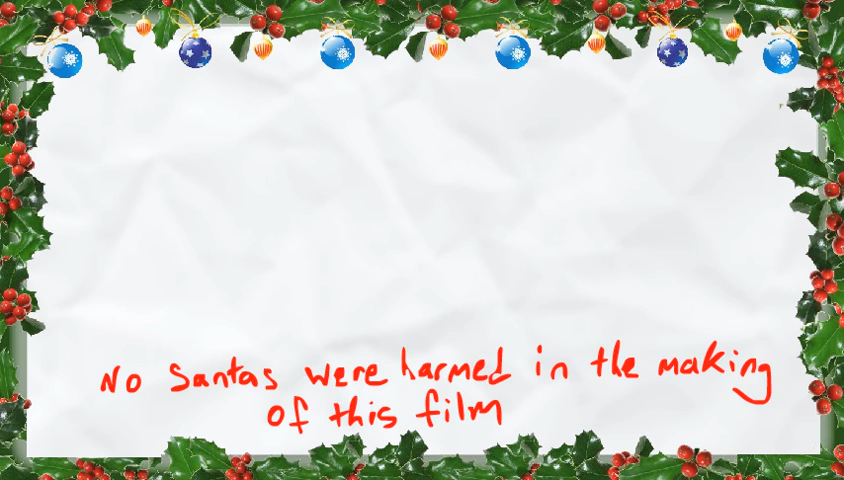 No Santas were harmed in the making
of this film